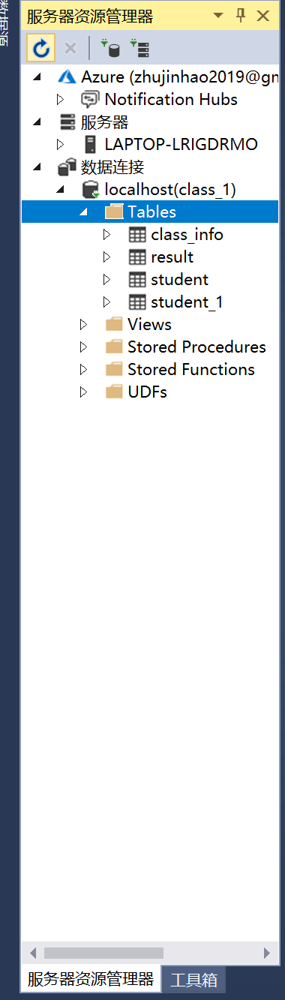 数据源
服务器资源管理器
Azure (zhujinhao2019@gm
Notification Hubs
服务器
LAPTOP-LRIGDRMO
数据连接
localhost(class_1)
Tables
class_info
result
student
student_1
Views
Stored Procedures
Stored Functions
UDFs
服务器资源管理器
工具箱